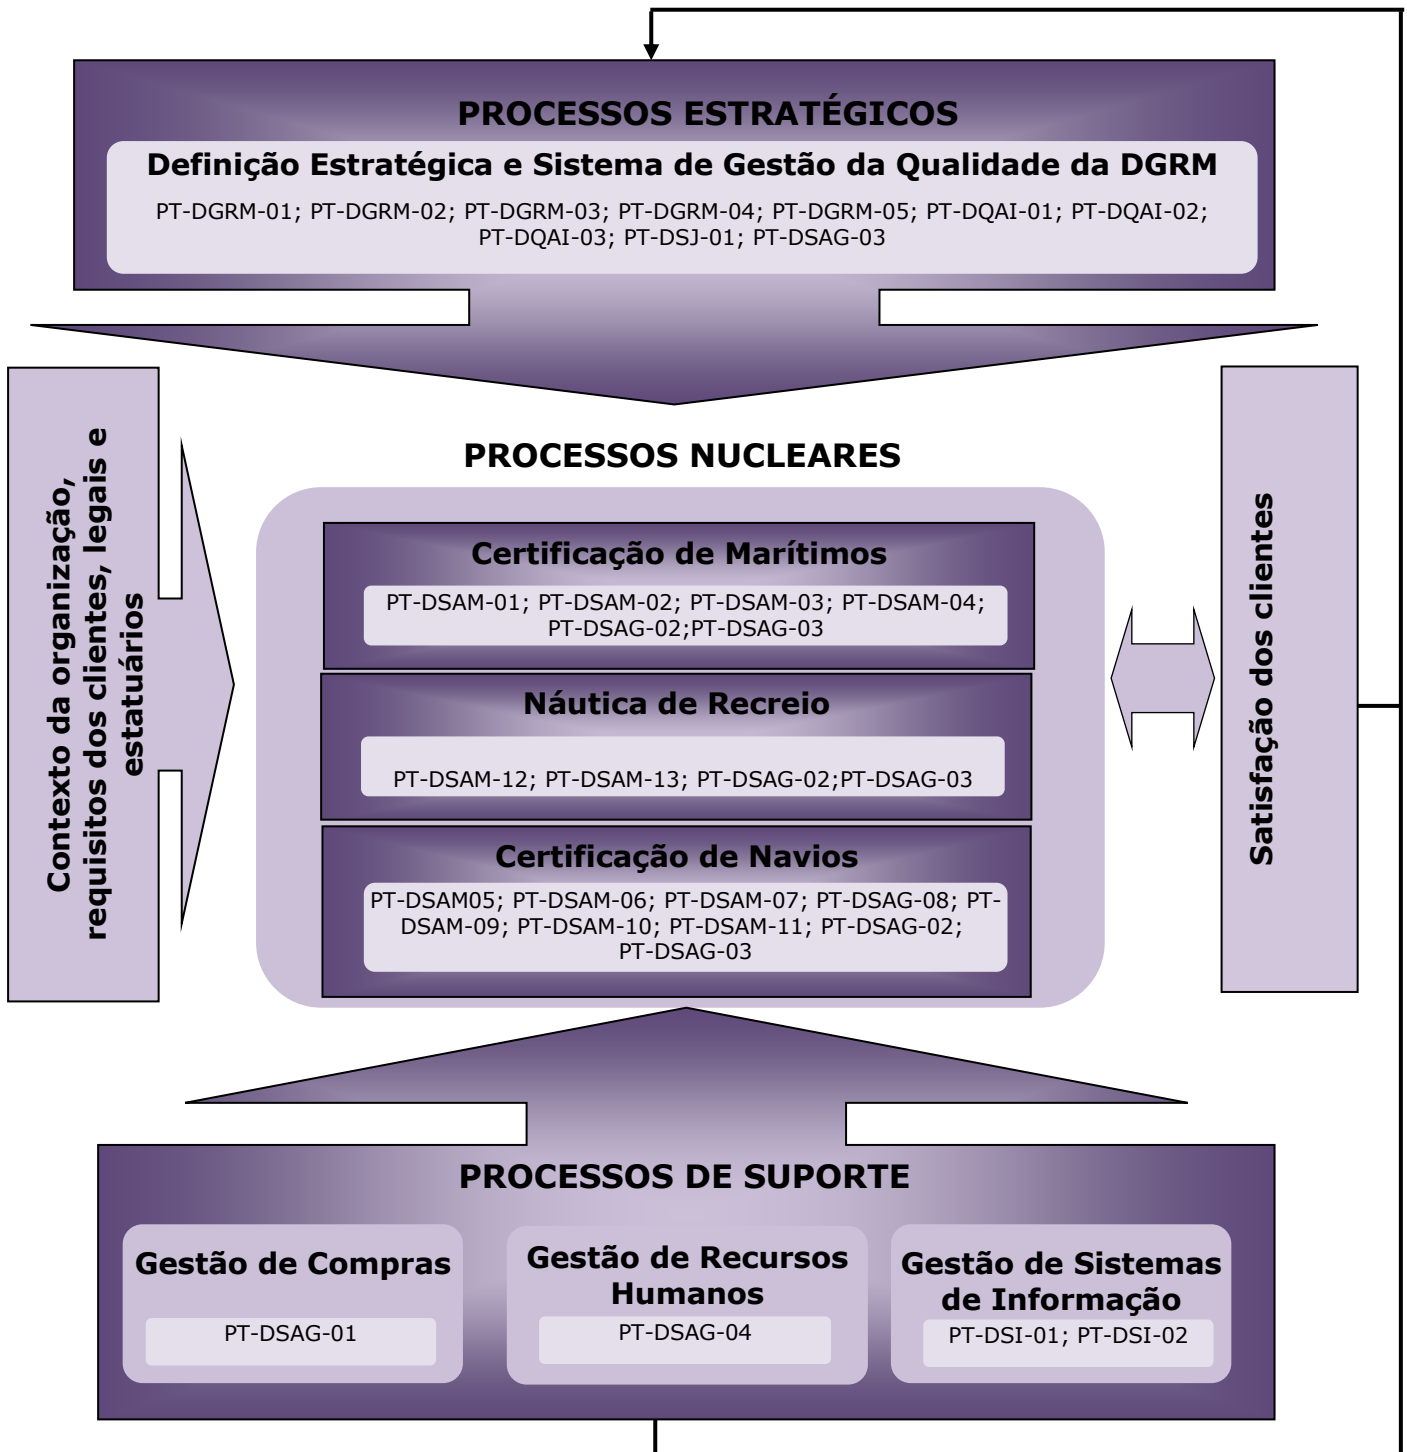 PROCESSOS ESTRATÉGICOS
Definição Estratégica e Sistema de Gestão da Qualidade da DGRM
PT-DGRM-01; PT-DGRM-02; PT-DGRM-03; PT-DGRM-04; PT-DGRM-05; PT-DQAI-01; PT-DQAI-02;
PT-DQAI-03; PT-DSJ-01; PT-DSAG-03
Contexto da organização,
requisitos dos clientes, legais e
estatuários
PROCESSOS NUCLEARES
Certificação de Marítimos
PT-DSAM-01; PT-DSAM-02; PT-DSAM-03; PT-DSAM-04;
PT-DSAG-02;PT-DSAG-03
Náutica de Recreio
PT-DSAM-12; PT-DSAM-13; PT-DSAG-02;PT-DSAG-03
Certificação de Navios
PT-DSAM05; PT-DSAM-06; PT-DSAM-07; PT-DSAG-08; PT-
DSAM-09; PT-DSAM-10; PT-DSAM-11; PT-DSAG-02;
PT-DSAG-03
Satisfação dos clientes
PROCESSOS DE SUPORTE
Gestão de Compras
PT-DSAG-01
Gestão de Recursos
Humanos
PT-DSAG-04
Gestão de Sistemas
de Informação
PT-DSI-01; PT-DSI-02